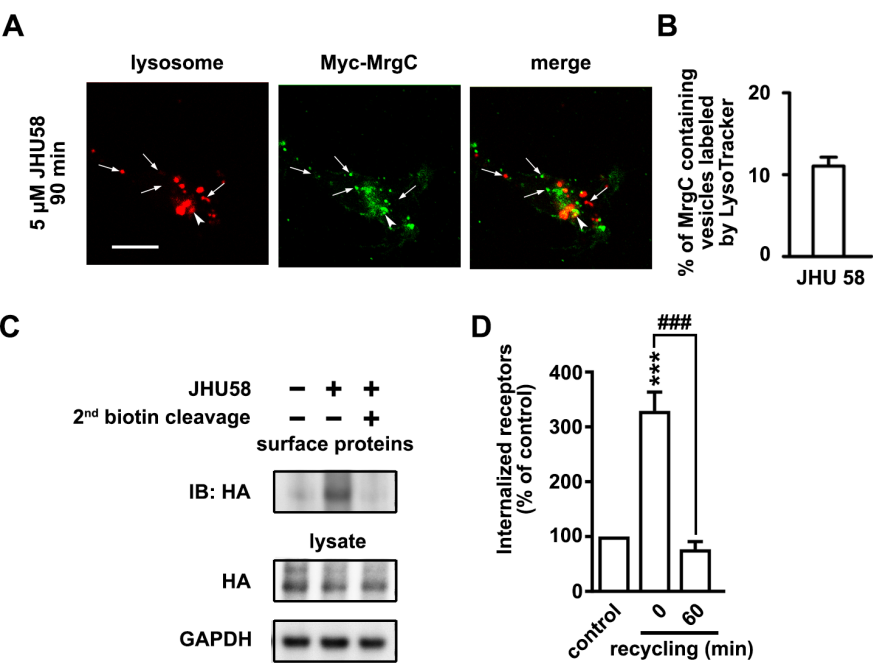 A
lysosome
Myc-MrgC
merge
5 µM JHU58
90 min
B
% of MrgC containing
vesicles labeled
by LysoTracker
20
10
0
JHU 58
C
JHU58 – + +
2nd biotin cleavage – – +
surface proteins
IB: HA
lysate
HA
GAPDH
D
Internalized receptors
(% of control)
400
300
200
100
0
***
###
control
0
60
recycling (min)